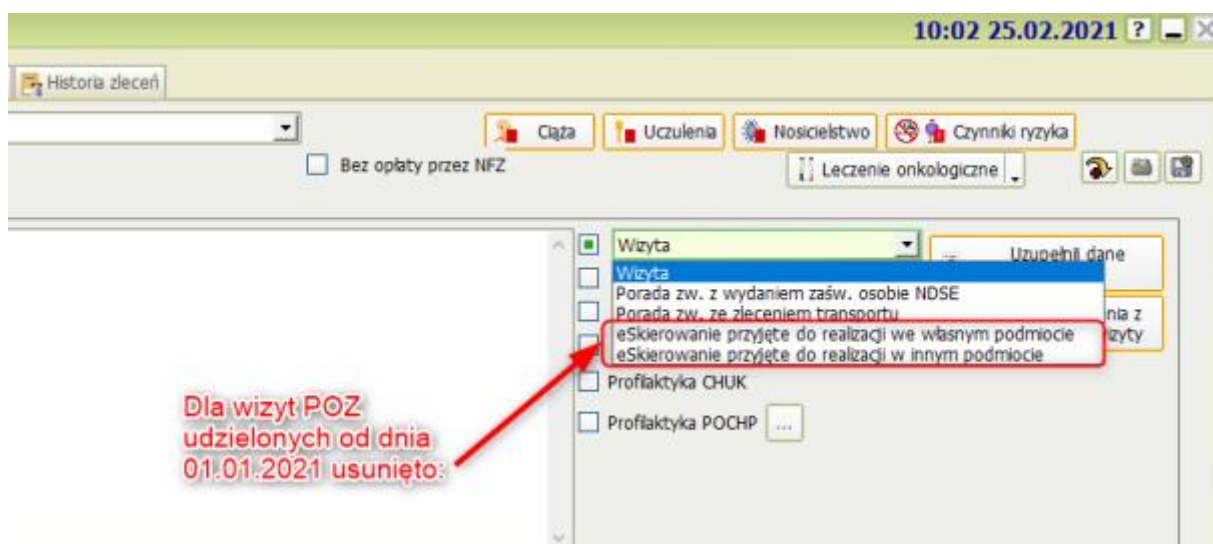 10:02 25.02.2021 ?
Historia zleceń
Ciąża
Uczulenia
Nosicielstwo
Czynniki ryzyka
Bez opłaty przez NFZ
Leczenie onkologiczne
Wizyta
Uzupełnij dane
Wizyta
Porada zw. z wydaniem zaśw. osobie NDSE
Porada zw. ze zleceniem transportu
nia z
eSkierowanie przyjęte do realizacji we własnym podmiocie
izyty
eSkierowanie przyjęte do realizacji w innym podmiocie
Profilaktyka CHUK
Profilaktyka POCHP ...
Dla wizyt POZ
udzielonych od dnia
01.01.2021 usunięto: